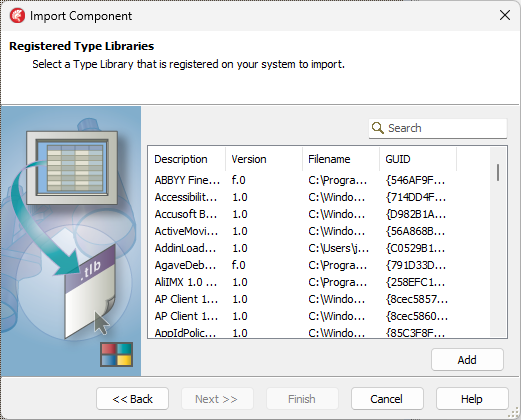 Import Component
Registered Type Libraries
Select a Type Library that is registered on your system to import.
Search
Description Version Filename GUID
ABBYY Fine... f.0 C:\Progra... {546AF9F...
Accessibilit... 1.0 C:\Windo... {714DD4F...
Accusoft B... 1.0 C:\Windo... {D982B1A...
ActiveMovi... 1.0 C:\Windo... {56A868B...
AddinLoad... 1.0 C:\Users\j... {C0529B1...
AgaveDeb... f.0 C:\Progra... {791D33D...
AliIMX 1.0 ... 1.0 C:\Progra... {258EFC1...
AP Client 1... 1.0 C:\Windo... {8cec5857...
AP Client 1... 1.0 C:\Windo... {8cec5860...
AppIdPolic... 1.0 C:\Windo... {85C3F8F...
.tlb
Add
<< Back Next >> Finish Cancel Help